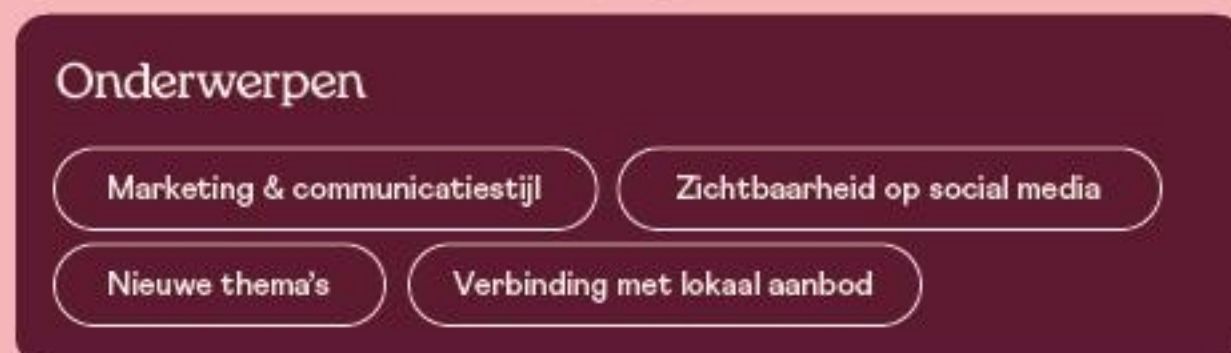 Onderwerpen
Marketing & communicatiestijl
Zichtbaarheid op social media
Nieuwe thema's
Verbinding met lokaal aanbod